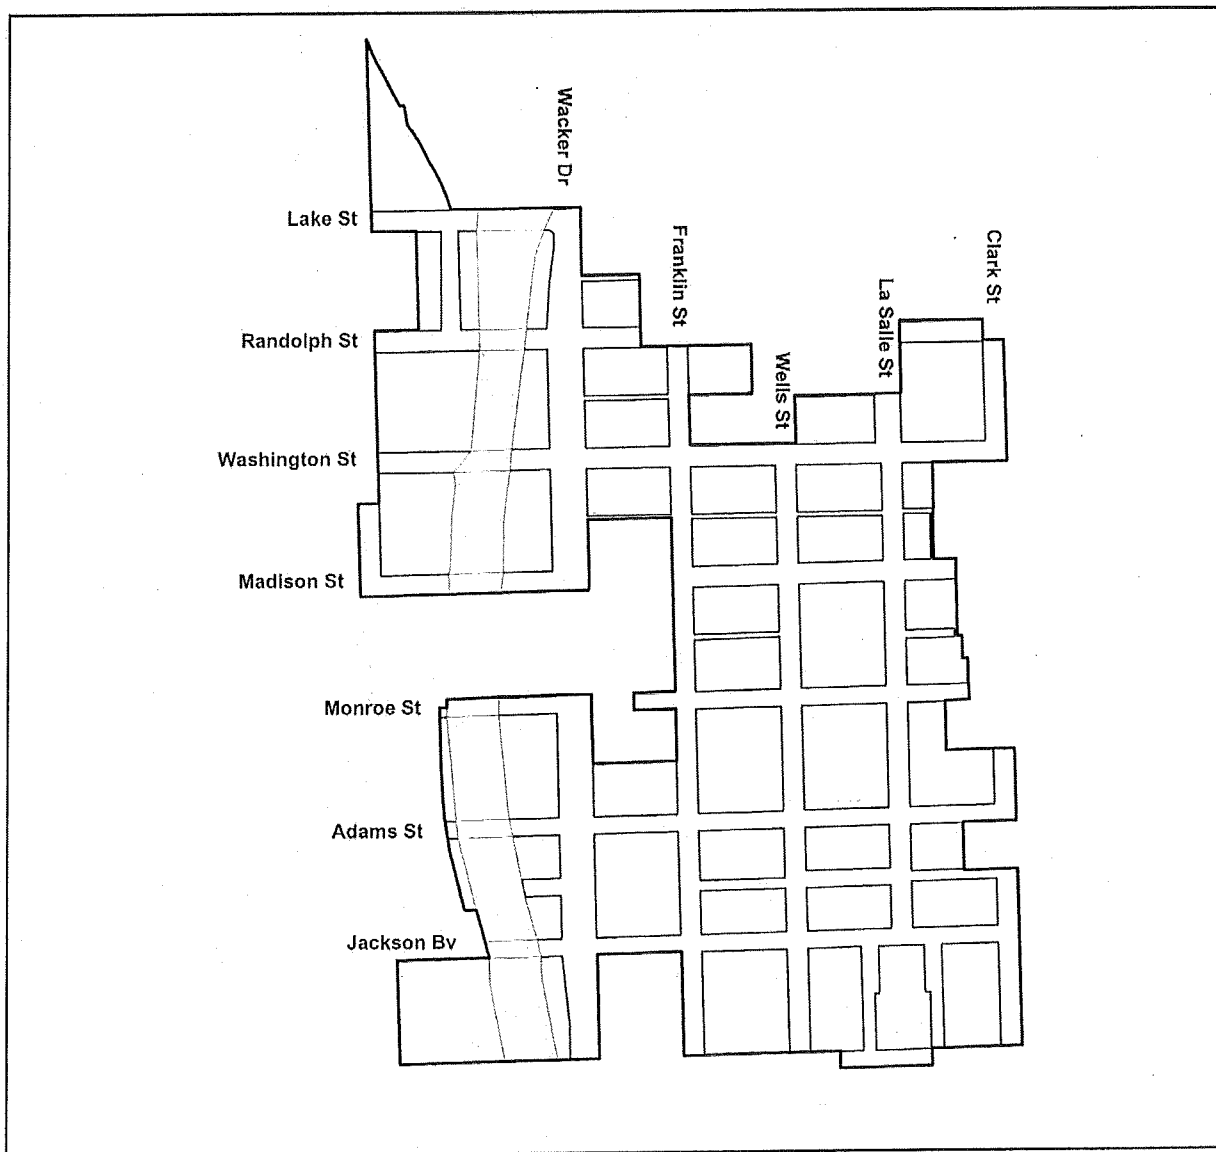 Wacker Dr
Lake St
Franklin St
Clark St
La Salle St
Randolph St
Wells St
Washington St
Madison St
Monroe St
Adams St
Jackson Bv